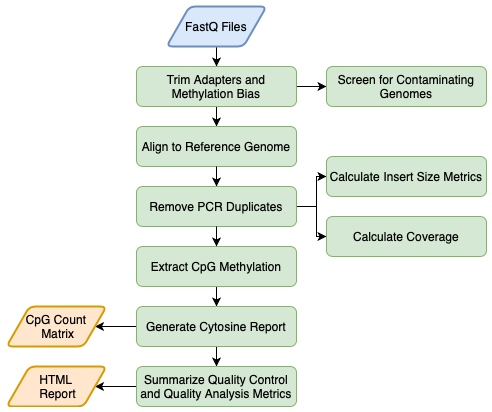 FastQ Files
Trim Adapters and
Methylation Bias
Screen for Contaminating
Genomes
Align to Reference Genome
Calculate Insert Size Metrics
Remove PCR Duplicates
Calculate Coverage
Extract CpG Methylation
CpG Count
Matrix
Generate Cytosine Report
HTML
Report
Summarize Quality Control
and Quality Analysis Metrics